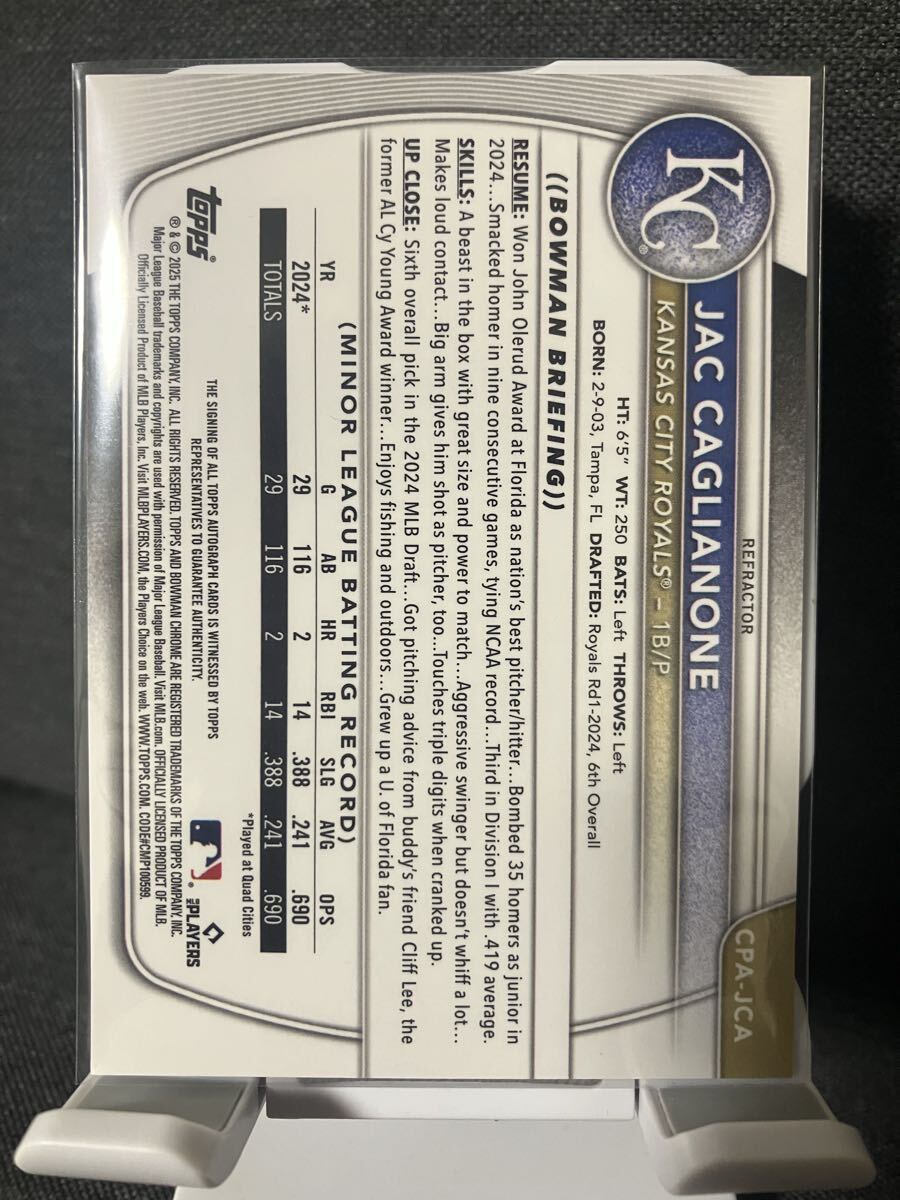 REFRACTOR
CPA-JCA
KC®
JAC CAGLIANONE
KANSAS CITY ROYALS® – 1B/P
HT: 6'5" WT: 250 BATS: Left THROWS: Left
BORN: 2-9-03, Tampa, FL DRAFTED: Royals Rd1-2024, 6th Overall
((BOWMAN BRIEFING))
RESUME: Won John Olerud Award at Florida as nation's best pitcher/hitter...Bombed 35 homers as junior in
2024...Smacked homer in nine consecutive games, tying NCAA record...Third in Division I with .419 average.
SKILLS: A beast in the box with great size and power to match...Aggressive swinger but doesn't whiff a lot...
Makes loud contact...Big arm gives him shot as pitcher, too...Touches triple digits when cranked up.
UP CLOSE: Sixth overall pick in the 2024 MLB Draft...Got pitching advice from buddy's friend Cliff Lee, the
former AL Cy Young Award winner...Enjoys fishing and outdoors...Grew up a U. of Florida fan.
(MINOR LEAGUE BATTING RECORD)
YR G AB HR RBI SLG AVG OPS
2024* 29 116 2 14 .388 .241 .690
TOTALS 29 116 2 14 .388 .241 .690
*Played at Quad Cities
THE SIGNING OF ALL TOPPS AUTOGRAPH CARDS IS WITNESSED BY TOPPS
REPRESENTATIVES TO GUARANTEE AUTHENTICITY.
topps®
MLB PLAYERS
® & © 2025 THE TOPPS COMPANY, INC. ALL RIGHTS RESERVED. TOPPS AND BOWMAN CHROME ARE REGISTERED TRADEMARKS OF THE TOPPS COMPANY, INC.
Major League Baseball trademarks and copyrights are used with permission of Major League Baseball. Visit MLB.com. OFFICIALLY LICENSED PRODUCT OF MLB.
Officially Licensed Product of MLB Players, Inc. Visit MLBPLAYERS.COM, the Players Choice on the web. WWW.TOPPS.COM. CODE#CMP100599.